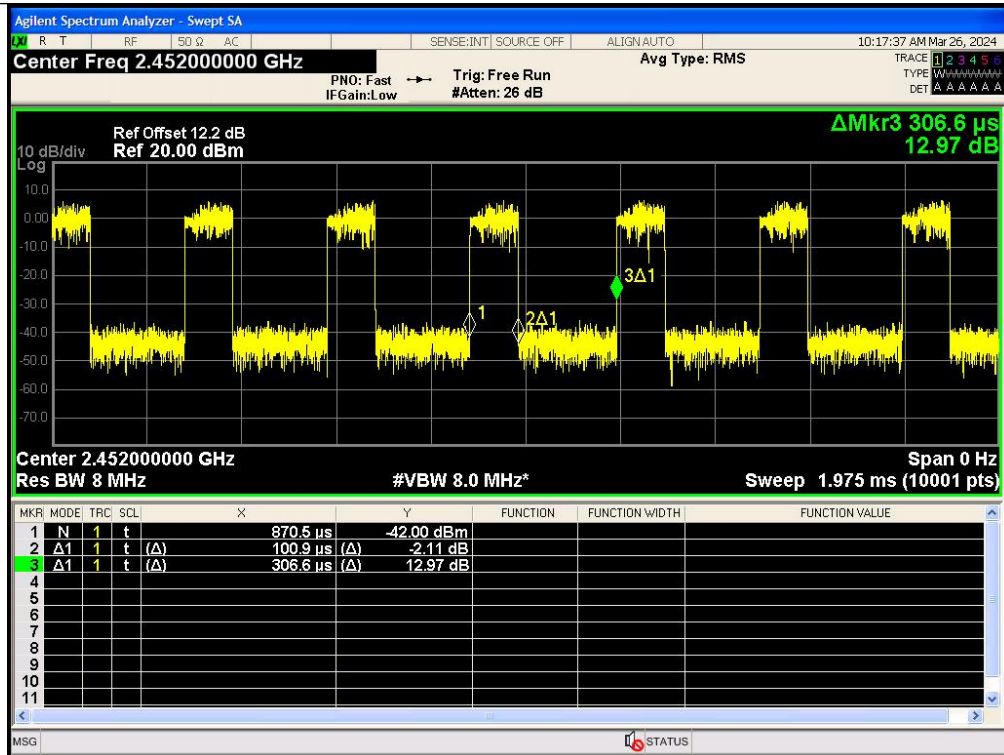 Agilent Spectrum Analyzer - Swept SA
LXI R T RF 50 Ω AC SENSE:INT SOURCE OFF ALIGN AUTO 10:17:37 AM Mar 26, 2024
Center Freq 2.452000000 GHz Avg Type: RMS TRACE 1 2 3 4 5 6
PNO: Fast Trig: Free Run TYPE W
IFGain:Low #Atten: 26 dB DET A A A A A A
ΔMkr3 306.6 µs
Ref Offset 12.2 dB
10 dB/div Ref 20.00 dBm 12.97 dB
Log
10.0
0.00
-10.0
-20.0
3Δ1
-30.0
1
2Δ1
-40.0
-50.0
-60.0
-70.0
Center 2.452000000 GHz Span 0 Hz
Res BW 8 MHz #VBW 8.0 MHz* Sweep 1.975 ms (10001 pts)
MKR MODE TRC SCL X Y FUNCTION FUNCTION WIDTH FUNCTION VALUE
1 N 1 t 870.5 µs -42.00 dBm
2 Δ1 1 t (Δ) 100.9 µs (Δ) -2.11 dB
3 Δ1 1 t (Δ) 306.6 µs (Δ) 12.97 dB
4
5
6
7
8
9
10
11
MSG STATUS